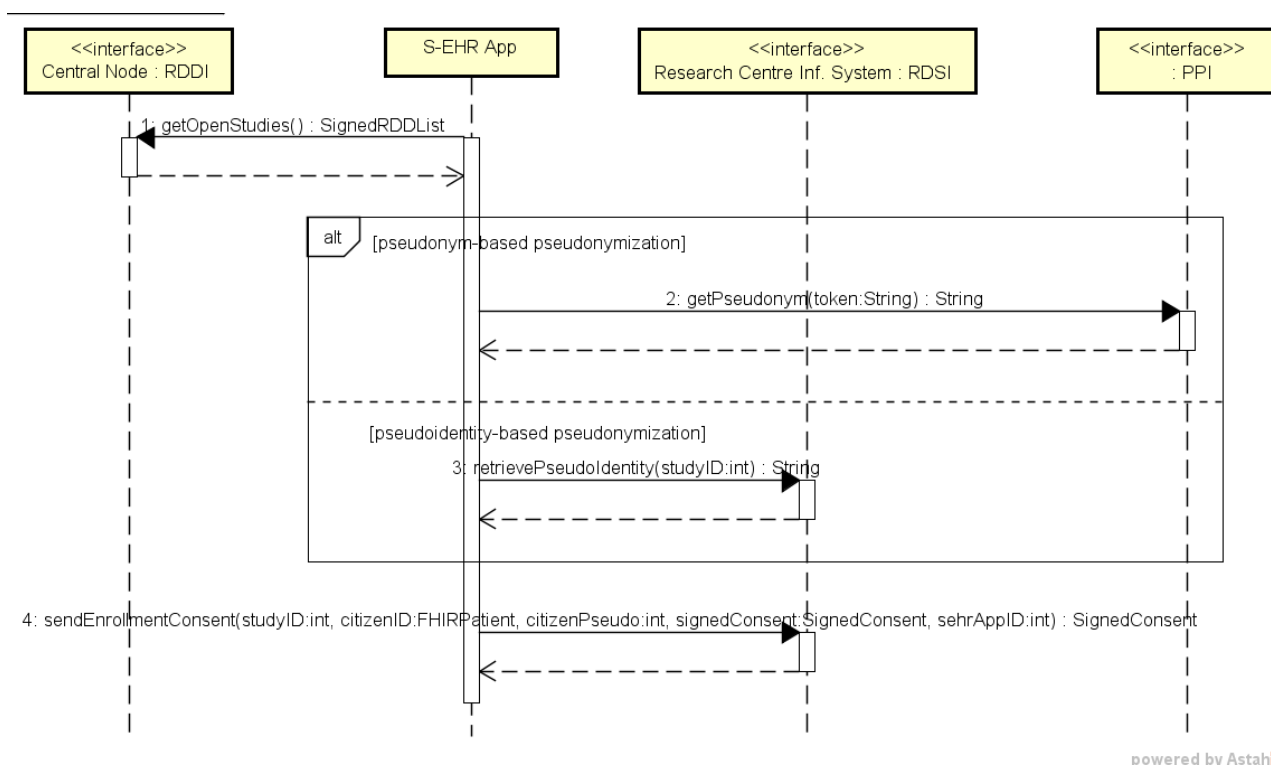 <<interface>>
Central Node : RDDI
S-EHR App
<<interface>>
Research Centre Inf. System : RDSI
<<interface>>
: PPI
1: getOpenStudies() : SignedRDDList
alt
[pseudonym-based pseudonymization]
2: getPseudonym(token:String) : String
[pseudoidentity-based pseudonymization]
3: retrievePseudoIdentity(studyID:int) : String
4: sendEnrollmentConsent(studyID:int, citizenID:FHIRPatient, citizenPseudo:int, signedConsent:SignedConsent, sehrAppID:int) : SignedConsent
powered by Astah